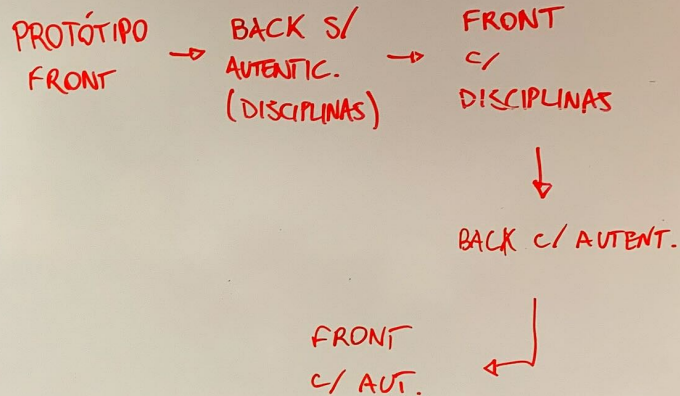 PROTÓTIPO
FRONT
BACK S/
AUTENTIC.
(DISCIPLINAS)
FRONT
C/
DISCIPLINAS
BACK C/ AUTENT.
FRONT
C/ AUT.